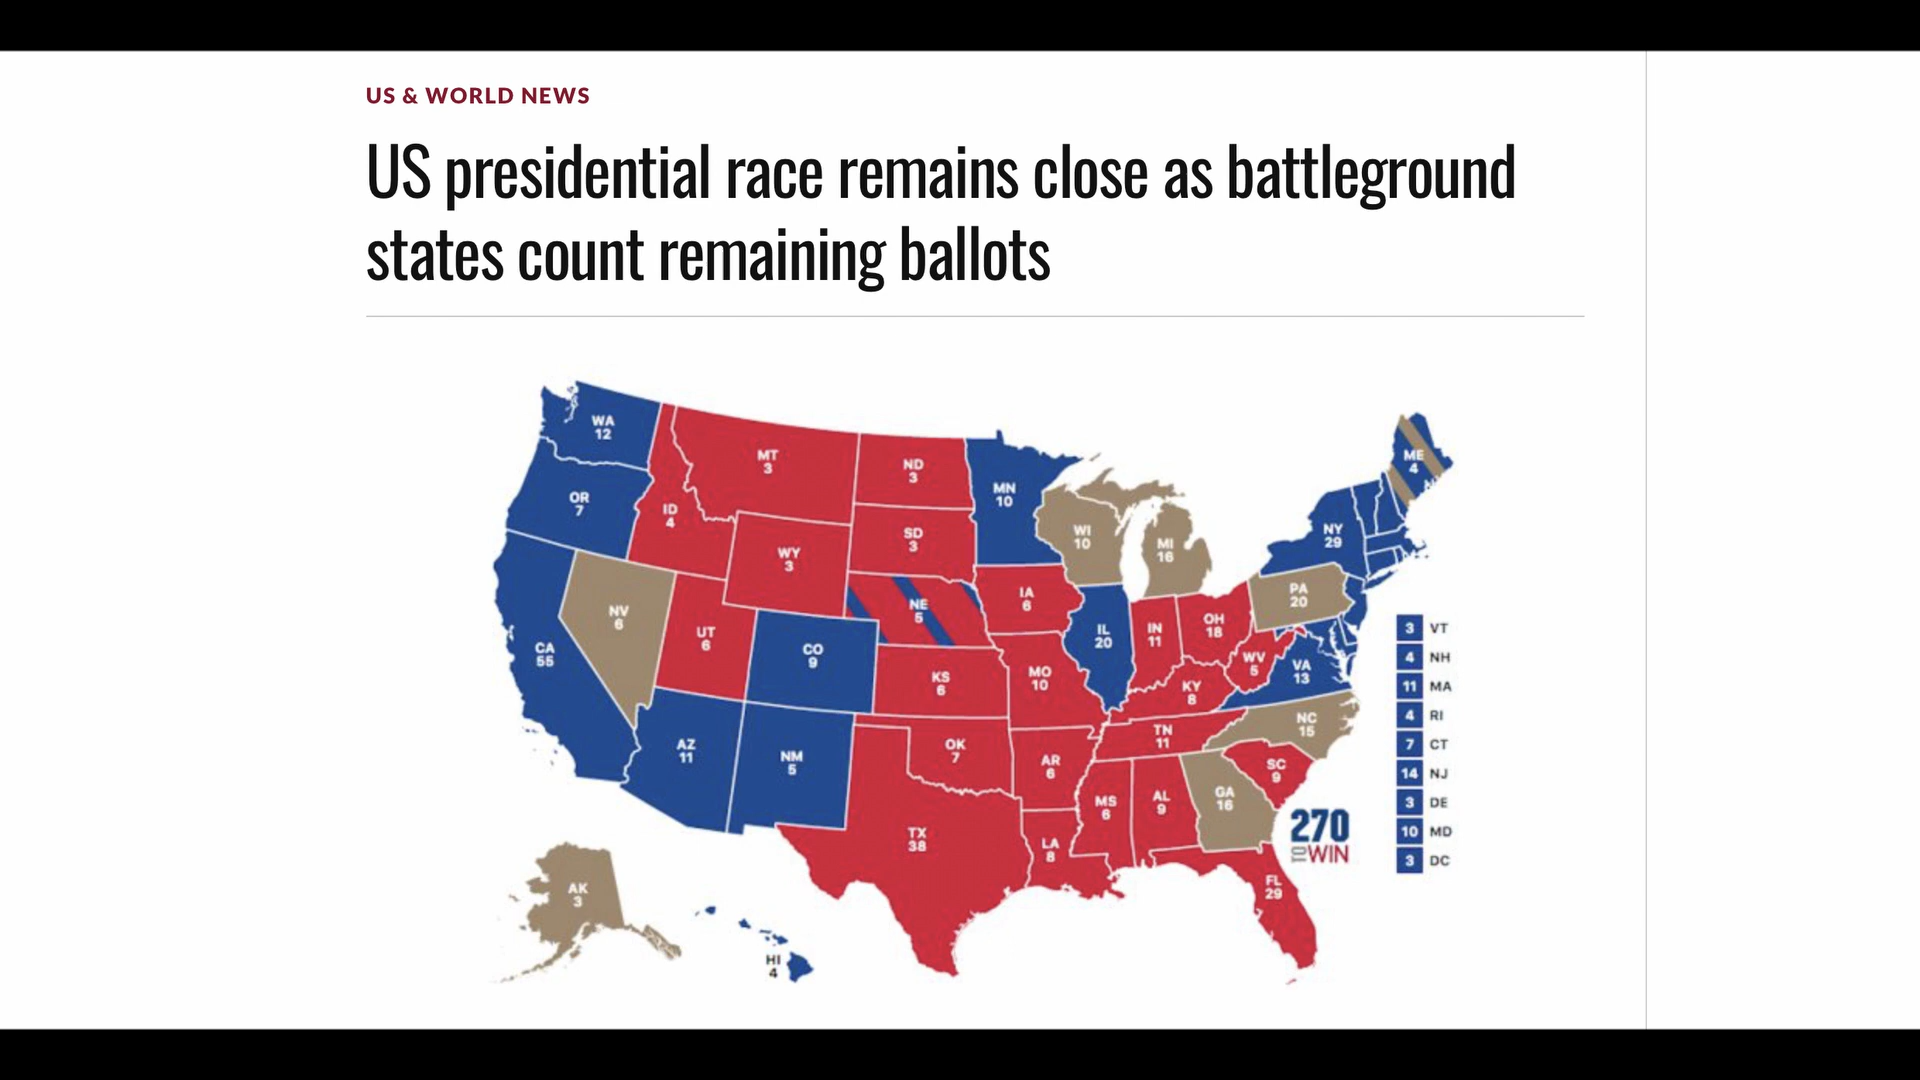 US & WORLD NEWS
US presidential race remains close as battleground
states count remaining ballots
WA
12
OR
7
CA
55
NV
6
ID
4
MT
3
WY
3
UT
6
CO
9
AZ
11
NM
5
ND
3
SD
3
NE
5
KS
6
OK
7
TX
38
MN
10
IA
6
MO
10
AR
6
LA
8
WI
10
IL
20
MI
16
IN
11
OH
18
KY
8
TN
11
MS
6
AL
9
GA
16
FL
29
SC
9
NC
15
VA
13
WV
5
PA
20
NY
29
ME
4
AK
3
HI
4
270
TO WIN
3 VT
4 NH
11 MA
4 RI
7 CT
14 NJ
3 DE
10 MD
3 DC